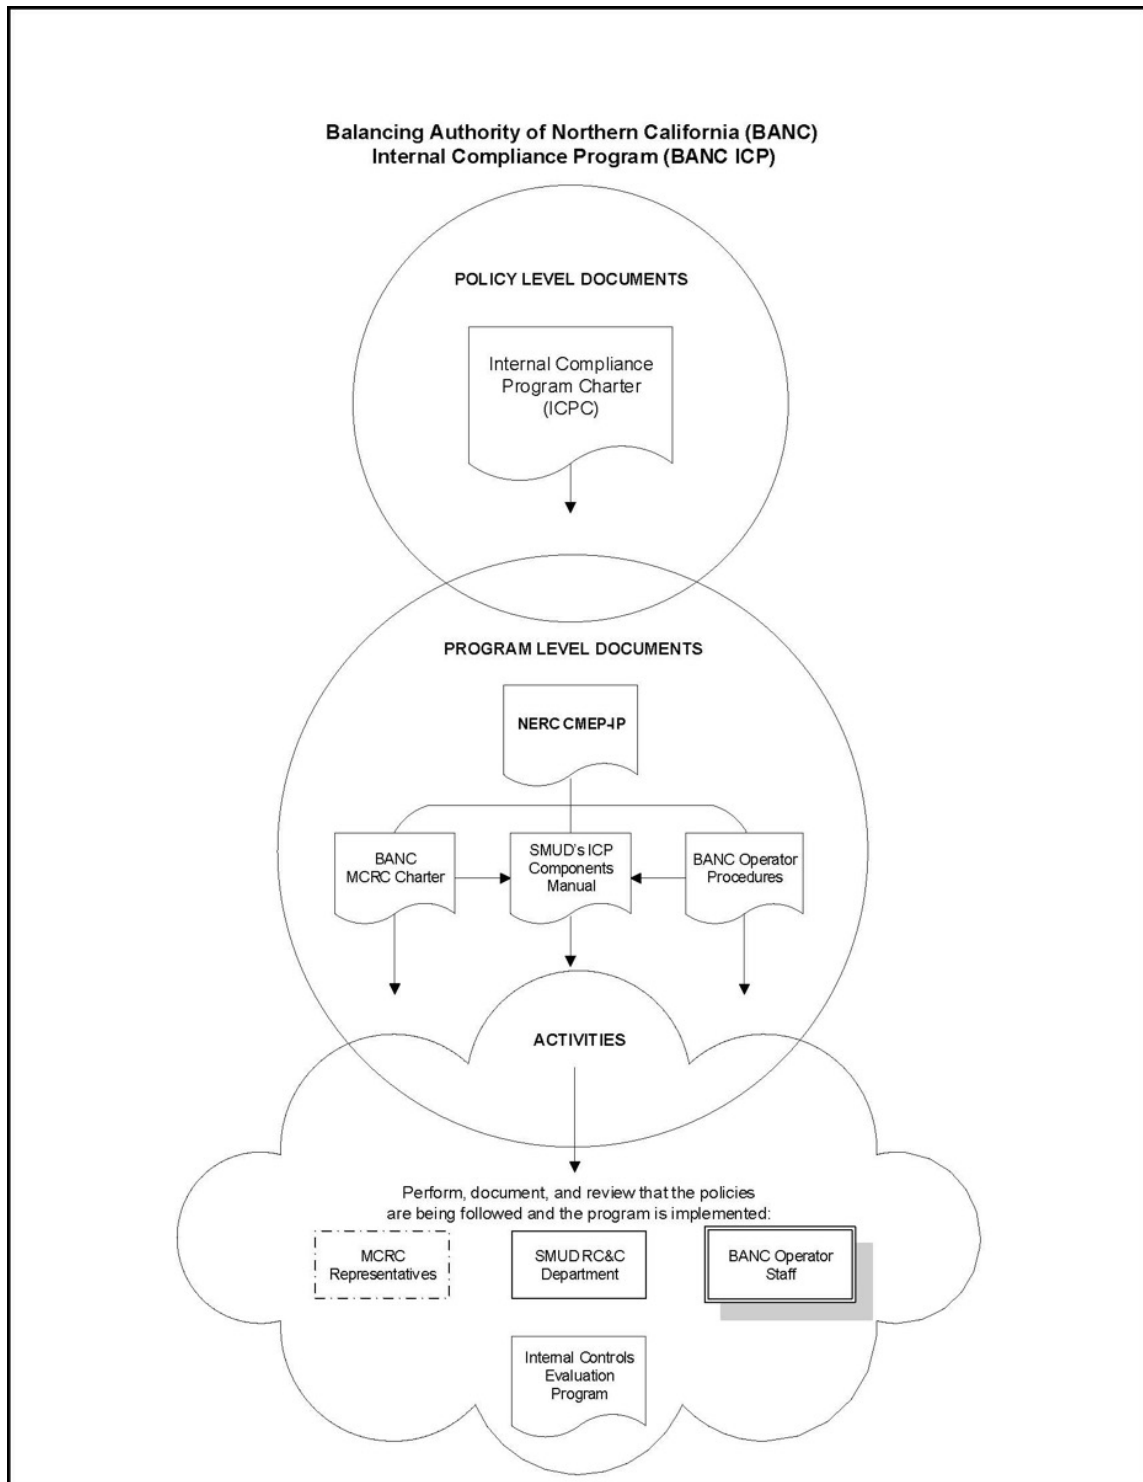 Balancing Authority of Northern California (BANC)
Internal Compliance Program (BANC ICP)
POLICY LEVEL DOCUMENTS
Internal Compliance
Program Charter
(ICPC)
PROGRAM LEVEL DOCUMENTS
NERC CMEP-IP
BANC
MCRC Charter
SMUD's ICP
Components
Manual
BANC Operator
Procedures
ACTIVITIES
Perform, document, and review that the policies
are being followed and the program is implemented:
MCRC
Representatives
SMUD RC&C
Department
BANC Operator
Staff
Internal Controls
Evaluation
Program